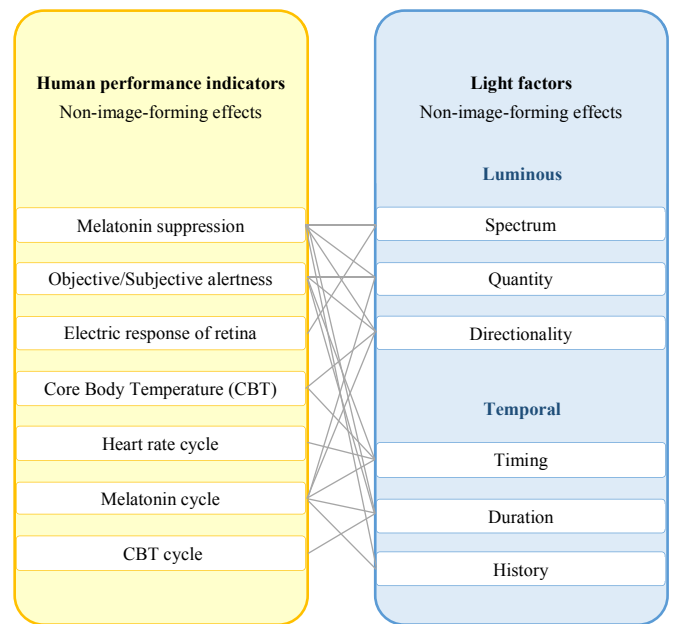 Human performance indicators
Non-image-forming effects
Melatonin suppression
Objective/Subjective alertness
Electric response of retina
Core Body Temperature (CBT)
Heart rate cycle
Melatonin cycle
CBT cycle
Light factors
Non-image-forming effects
Luminous
Spectrum
Quantity
Directionality
Temporal
Timing
Duration
History